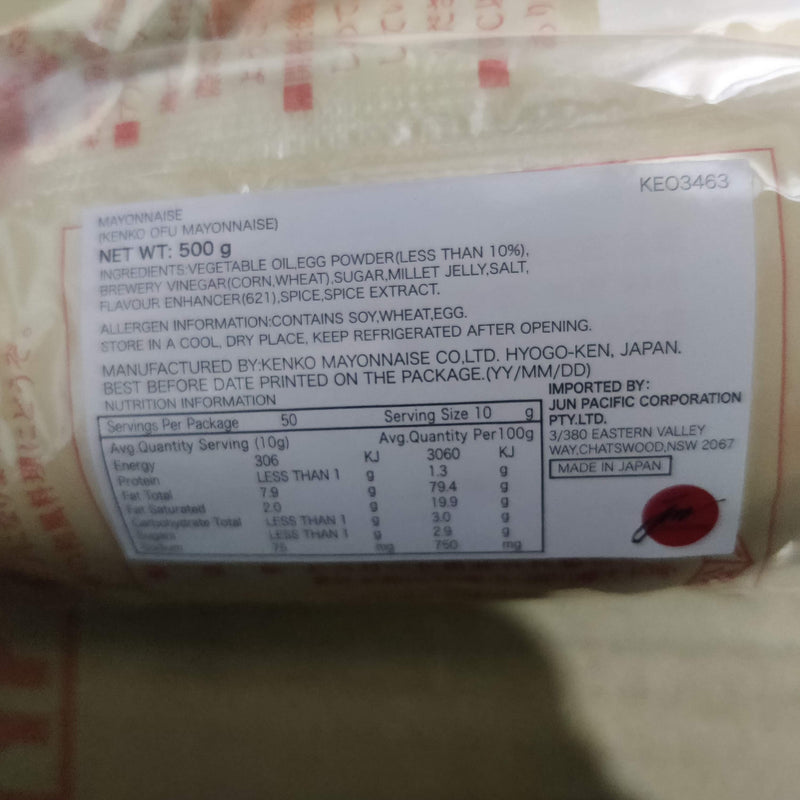 KEO3463
MAYONNAISE
(KENKO OFU MAYONNAISE)
NET WT: 500 g
INGREDIENTS:VEGETABLE OIL,EGG POWDER(LESS THAN 10%),
BREWERY VINEGAR(CORN,WHEAT),SUGAR,MILLET JELLY,SALT,
FLAVOUR ENHANCER(621),SPICE,SPICE EXTRACT.
ALLERGEN INFORMATION:CONTAINS SOY,WHEAT,EGG.
STORE IN A COOL, DRY PLACE, KEEP REFRIGERATED AFTER OPENING.
MANUFACTURED BY:KENKO MAYONNAISE CO,LTD. HYOGO-KEN, JAPAN.
BEST BEFORE DATE PRINTED ON THE PACKAGE.(YY/MM/DD)
NUTRITION INFORMATION
Servings Per Package 50 Serving Size 10 g
Avg.Quantity Serving (10g) Avg.Quantity Per100g
Energy 306 KJ 3060 KJ
Protein LESS THAN 1 g 1.3 g
Fat Total 7.9 g 79.4 g
Fat Saturated 2.0 g 19.9 g
Carbohydrate Total LESS THAN 1 g 3.0 g
Sugars LESS THAN 1 g 2.9 g
Sodium 75 mg 750 mg
IMPORTED BY:
JUN PACIFIC CORPORATION
PTY.LTD.
3/380 EASTERN VALLEY
WAY,CHATSWOOD,NSW 2067
MADE IN JAPAN